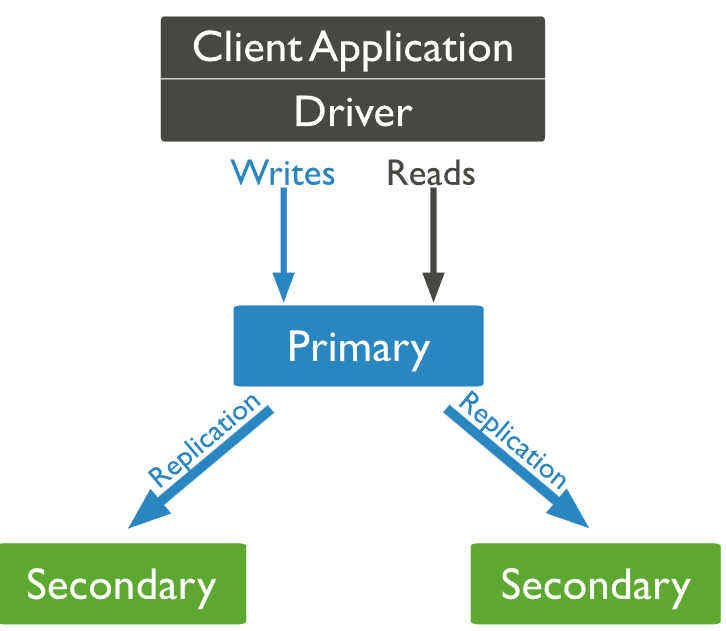 Client Application
Driver
Writes
Reads
Primary
Replication
Replication
Secondary
Secondary